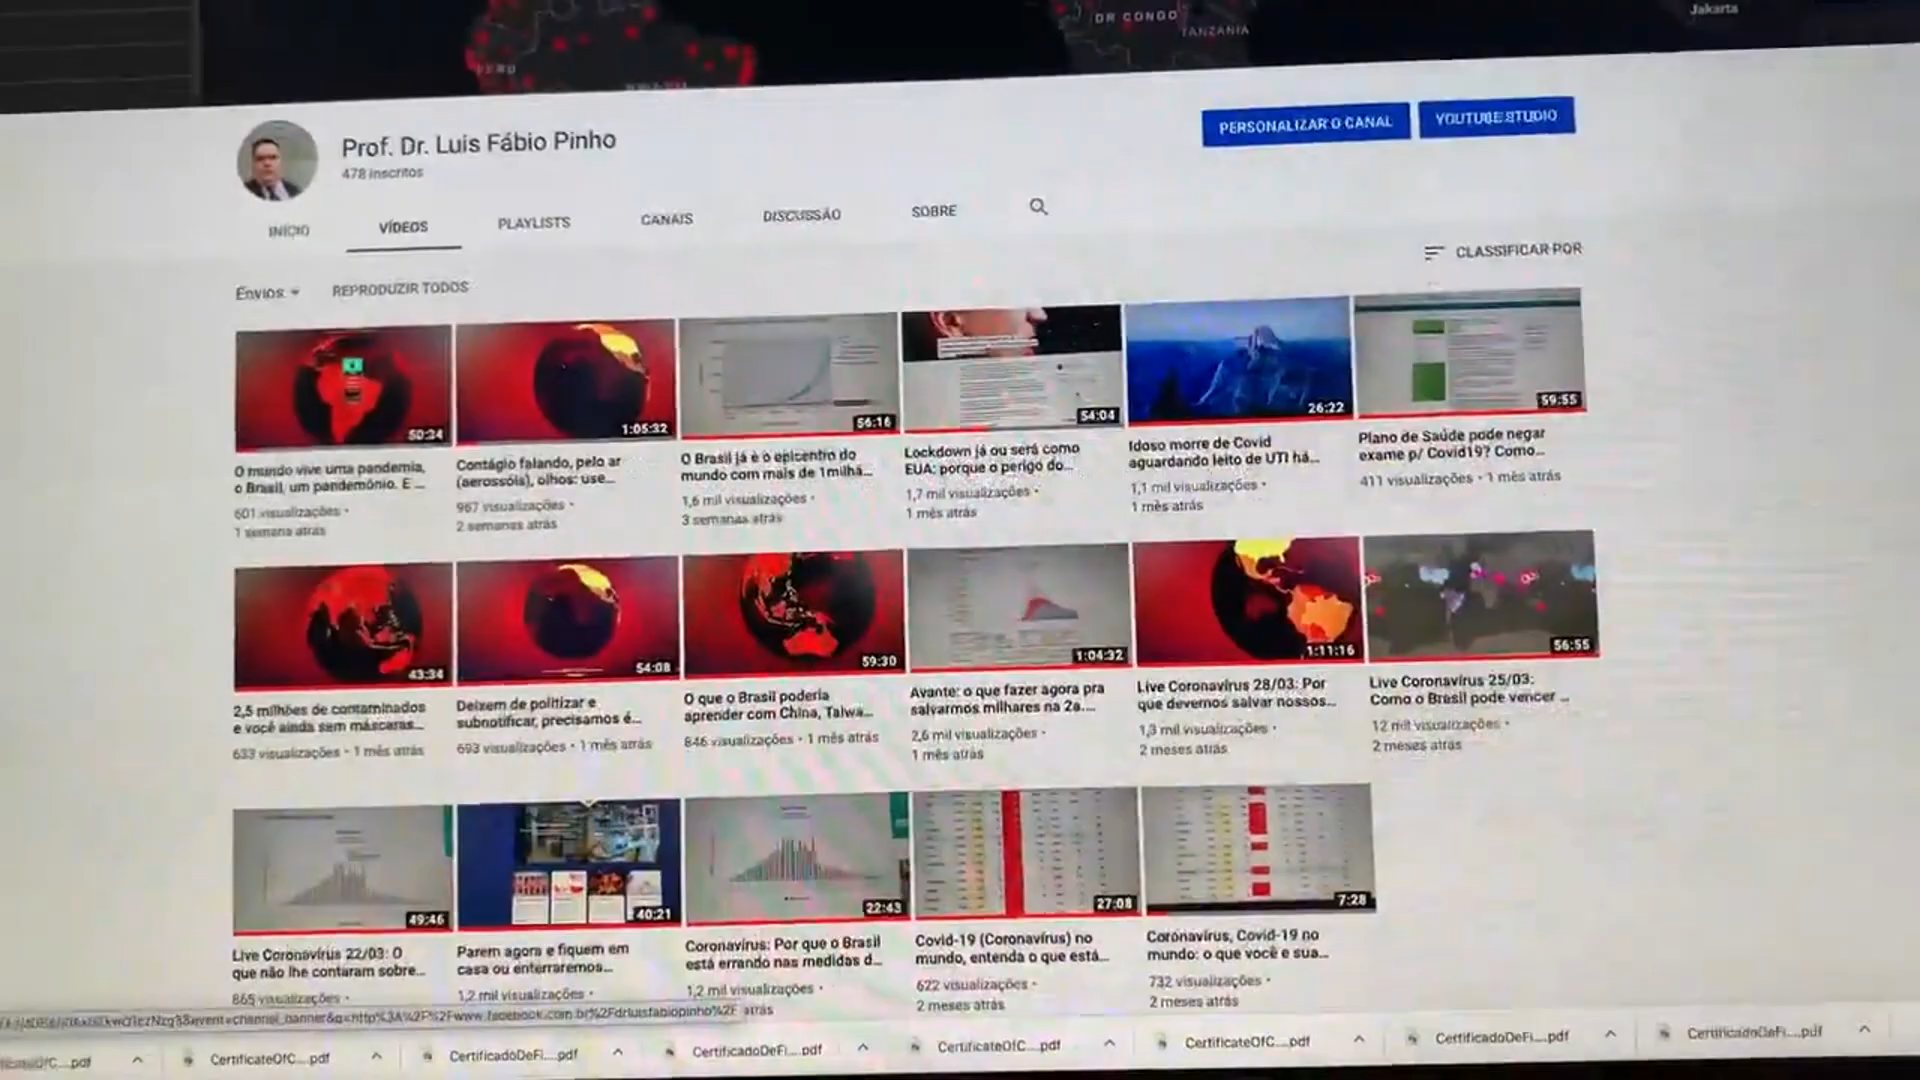 DR CONGO
TANZANIA
Jakarta
PERU
Prof. Dr. Luis Fábio Pinho
478 inscritos
PERSONALIZAR O CANAL
YOUTUBE STUDIO
INÍCIO
VÍDEOS
PLAYLISTS
CANAIS
DISCUSSÃO
SOBRE
Envios
REPRODUZIR TODOS
CLASSIFICAR POR
50:34
1:05:32
56:16
54:04
26:22
59:55
O mundo vive uma pandemia,
o Brasil, um pandemônio. E ...
601 visualizações •
1 semana atrás
Contágio falando, pelo ar
(aerossóis), olhos: use...
967 visualizações •
2 semanas atrás
O Brasil já é o epicentro do
mundo com mais de 1milhã...
1,6 mil visualizações •
3 semanas atrás
Lockdown já ou será como
EUA: porque o perigo do...
1,7 mil visualizações •
1 mês atrás
Idoso morre de Covid
aguardando leito de UTI há...
1,1 mil visualizações •
1 mês atrás
Plano de Saúde pode negar
exame p/ Covid19? Como...
411 visualizações • 1 mês atrás
43:34
54:08
59:30
1:04:32
1:11:16
56:55
2,5 milhões de contaminados
e você ainda sem máscaras...
633 visualizações • 1 mês atrás
Deixem de politizar e
subnotificar, precisamos é...
693 visualizações • 1 mês atrás
O que o Brasil poderia
aprender com China, Taiwa...
846 visualizações • 1 mês atrás
Avante: o que fazer agora pra
salvarmos milhares na 2a....
2,6 mil visualizações •
1 mês atrás
Live Coronavírus 28/03: Por
que devemos salvar nossos...
1,3 mil visualizações •
2 meses atrás
Live Coronavírus 25/03:
Como o Brasil pode vencer ...
12 mil visualizações •
2 meses atrás
49:46
40:21
22:43
27:08
7:28
Live Coronavírus 22/03: O
que não lhe contaram sobre...
865 visualizações •
Parem agora e fiquem em
casa ou enterraremos...
1,2 mil visualizações •
Coronavírus: Por que o Brasil
está errando nas medidas d...
1,2 mil visualizações •
atrás
Covid-19 (Coronavírus) no
mundo, entenda o que está...
622 visualizações •
2 meses atrás
Coronavírus, Covid-19 no
mundo: o que você e sua...
732 visualizações •
2 meses atrás
CertificateOfC....pdf
CertificadoDeFi....pdf
CertificadoDeFi....pdf
CertificateOfC....pdf
CertificateOfC....pdf
CertificadoDeFi....pdf
CertificadoDeFi....pdf